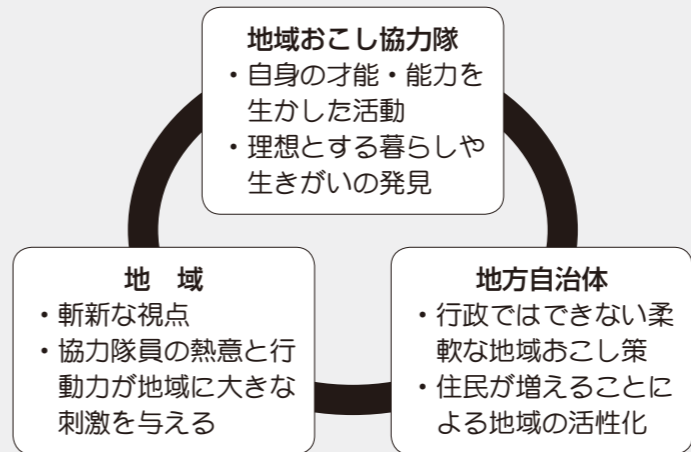 地域おこし協力隊
・自身の才能・能力を
生かした活動
・理想とする暮らしや
生きがいの発見
地　域
・斬新な視点
・協力隊員の熱意と行
動力が地域に大きな
刺激を与える
地方自治体
・行政ではできない柔
軟な地域おこし策
・住民が増えることに
よる地域の活性化